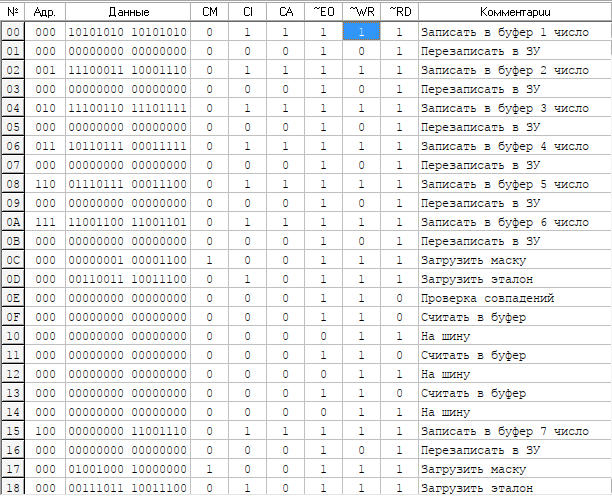 № Адр. Данные CM CI CA ~EO ~WR ~RD Комментарии
00 000 10101010 10101010 0 1 1 1 1 1 Записать в буфер 1 число
01 000 00000000 00000000 0 0 0 1 0 1 Перезаписать в ЗУ
02 001 11100011 10001110 0 1 1 1 1 1 Записать в буфер 2 число
03 000 00000000 00000000 0 0 0 1 0 1 Перезаписать в ЗУ
04 010 11100110 11101111 0 1 1 1 1 1 Записать в буфер 3 число
05 000 00000000 00000000 0 0 0 1 0 1 Перезаписать в ЗУ
06 011 10110111 00011111 0 1 1 1 1 1 Записать в буфер 4 число
07 000 00000000 00000000 0 0 0 1 0 1 Перезаписать в ЗУ
08 110 01110111 00011100 0 1 1 1 1 1 Записать в буфер 5 число
09 000 00000000 00000000 0 0 0 1 0 1 Перезаписать в ЗУ
0A 111 11001100 11001101 0 1 1 1 1 1 Записать в буфер 6 число
0B 000 00000000 00000000 0 0 0 1 0 1 Перезаписать в ЗУ
0C 000 00000001 00001100 1 0 0 1 1 1 Загрузить маску
0D 000 00110011 10011100 0 1 0 1 1 1 Загрузить эталон
0E 000 00000000 00000000 0 0 0 1 1 0 Проверка совпадений
0F 000 00000000 00000000 0 0 0 1 1 0 Считать в буфер
10 000 00000000 00000000 0 0 0 0 1 1 На шину
11 000 00000000 00000000 0 0 0 1 1 0 Считать в буфер
12 000 00000000 00000000 0 0 0 0 1 1 На шину
13 000 00000000 00000000 0 0 0 1 1 0 Считать в буфер
14 000 00000000 00000000 0 0 0 0 1 1 На шину
15 100 00000000 11001110 0 1 1 1 1 1 Записать в буфер 7 число
16 000 00000000 00000000 0 0 0 1 0 1 Перезаписать в ЗУ
17 000 01001000 10000000 1 0 0 1 1 1 Загрузить маску
18 000 00111011 10011100 0 1 0 1 1 1 Загрузить эталон